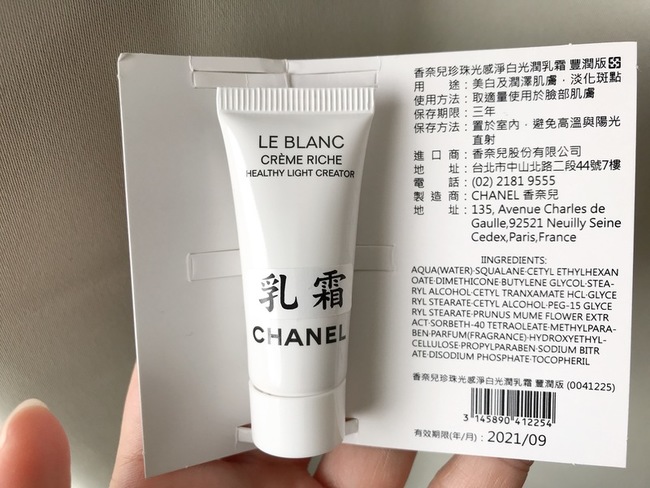 LE BLANC
CRÈME RICHE
HEALTHY LIGHT CREATOR
乳霜
CHANEL
香奈兒珍珠光感淨白光潤乳霜 豐潤版
用 途：美白及潤澤肌膚，淡化斑點
使用方法：取適量使用於臉部肌膚
保存期限：三年
保存方法：置於室內，避免高溫與陽光
直射
進 口 商：香奈兒股份有限公司
地 址：台北市中山北路二段44號7樓
電 話：(02) 2181 9555
製 造 商：CHANEL 香奈兒
地 址：135, Avenue Charles de
Gaulle,92521 Neuilly Seine
Cedex,Paris,France
IINGREDIENTS:
AQUA(WATER)·SQUALANE·CETYL ETHYLHEXAN
OATE·DIMETHICONE·BUTYLENE GLYCOL·STEA-
RYL ALCOHOL·CETYL TRANXAMATE HCL·GLYCE
RYL STEARATE·CETYL ALCOHOL·PEG-15 GLYCE
RYL STEARATE·PRUNUS MUME FLOWER EXTR
ACT·SORBETH-40 TETRAOLEATE·METHYLPARA-
BEN·PARFUM(FRAGRANCE)·HYDROXYETHYL-
CELLULOSE·PROPYLPARABEN·SODIUM BITR
ATE·DISODIUM PHOSPHATE·TOCOPHERIL
香奈兒珍珠光感淨白光潤乳霜 豐潤版 (0041225)
3 145890 412254
有效期限(年/月)：2021/09